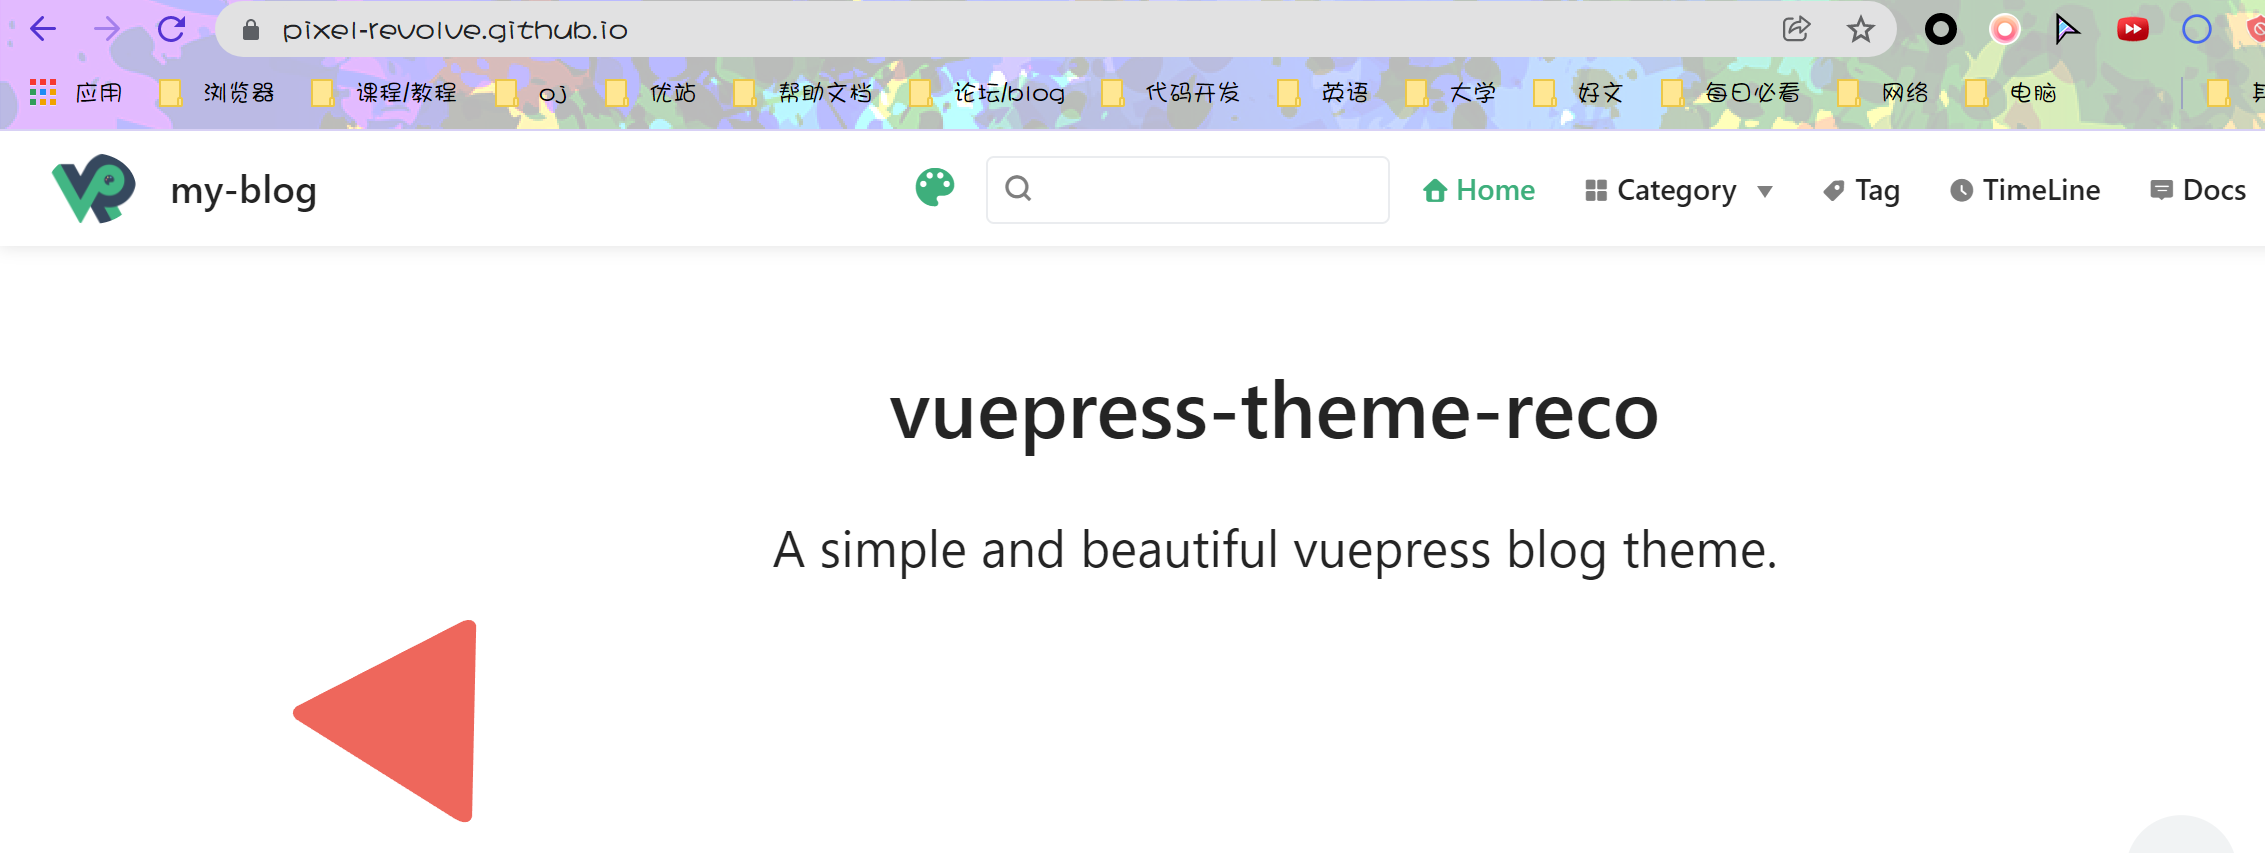 pixel-revolve.github.io
应用 浏览器 课程/教程 oj 优站 帮助文档 论坛/blog 代码开发 英语 大学 好文 每日必看 网络 电脑
my-blog Home Category Tag TimeLine Docs
vuepress-theme-reco
A simple and beautiful vuepress blog theme.